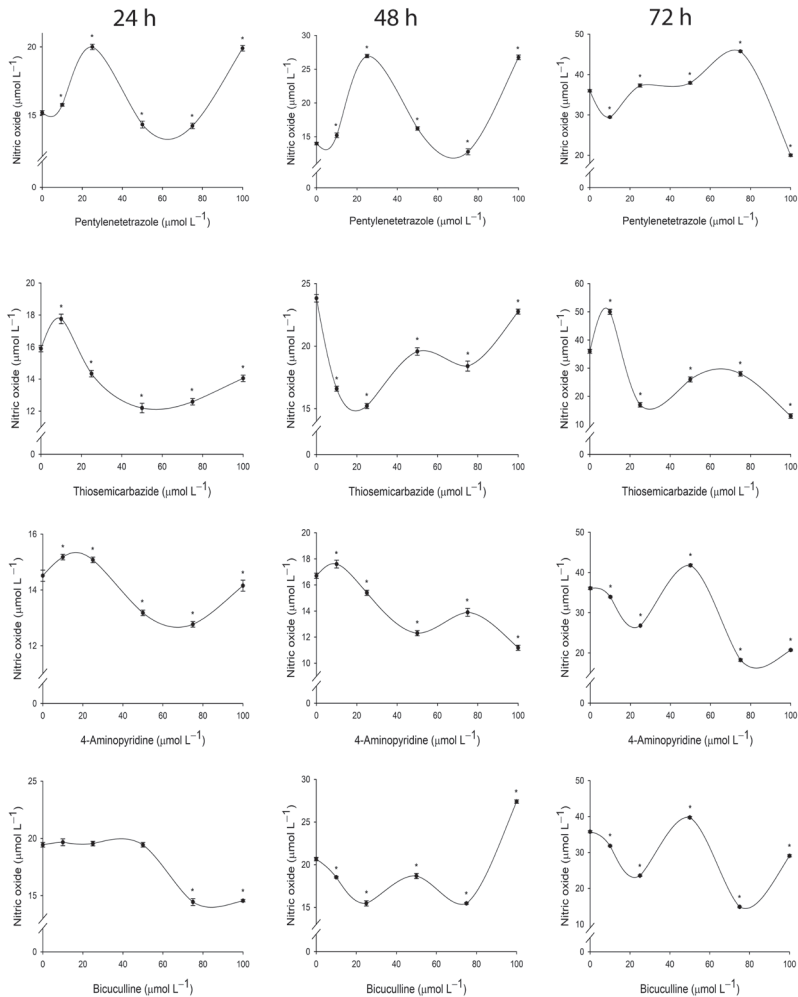 24 h 48 h 72 h
Nitric oxide (μmol L−1)
20
15
0
* * * * *
0 20 40 60 80 100
Pentylenetetrazole (μmol L−1)
Nitric oxide (μmol L−1)
30
25
20
15
0
* * * * *
0 20 40 60 80 100
Pentylenetetrazole (μmol L−1)
Nitric oxide (μmol L−1)
50
40
30
20
0
* * * * *
0 20 40 60 80 100
Pentylenetetrazole (μmol L−1)
Nitric oxide (μmol L−1)
18
16
14
12
0
* * * * *
0 20 40 60 80 100
Thiosemicarbazide (μmol L−1)
Nitric oxide (μmol L−1)
25
20
15
0
* * * * *
0 20 40 60 80 100
Thiosemicarbazide (μmol L−1)
Nitric oxide (μmol L−1)
60
50
40
30
20
10
0
* * * * *
0 20 40 60 80 100
Thiosemicarbazide (μmol L−1)
Nitric oxide (μmol L−1)
16
14
12
0
* * * * *
0 20 40 60 80 100
4-Aminopyridine (μmol L−1)
Nitric oxide (μmol L−1)
20
18
16
14
12
10
0
* * * * *
0 20 40 60 80 100
4-Aminopyridine (μmol L−1)
Nitric oxide (μmol L−1)
50
40
30
20
0
* * * * *
0 20 40 60 80 100
4-Aminopyridine (μmol L−1)
Nitric oxide (μmol L−1)
25
20
15
0
* *
0 20 40 60 80 100
Bicuculline (μmol L−1)
Nitric oxide (μmol L−1)
30
25
20
15
0
* * * * *
0 20 40 60 80 100
Bicuculline (μmol L−1)
Nitric oxide (μmol L−1)
50
40
30
20
10
0
* * * * *
0 20 40 60 80 100
Bicuculline (μmol L−1)